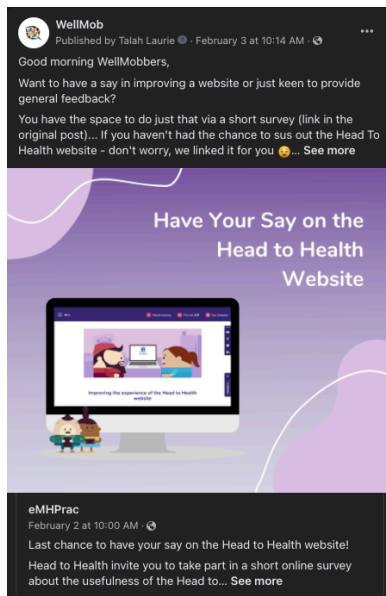 WellMob
Published by Talah Laurie · February 3 at 10:14 AM ·
Good morning WellMobbers,
Want to have a say in improving a website or just keen to provide
general feedback?
You have the space to do just that via a short survey (link in the
original post)... If you haven't had the chance to sus out the Head To
Health website - don't worry, we linked it for you 😉... See more
Have Your Say on the
Head to Health
Website
Improving the experience of the Head to Health
website
eMHPrac
February 2 at 10:00 AM ·
Last chance to have your say on the Head to Health website!
Head to Health invite you to take part in a short online survey
about the usefulness of the Head to... See more